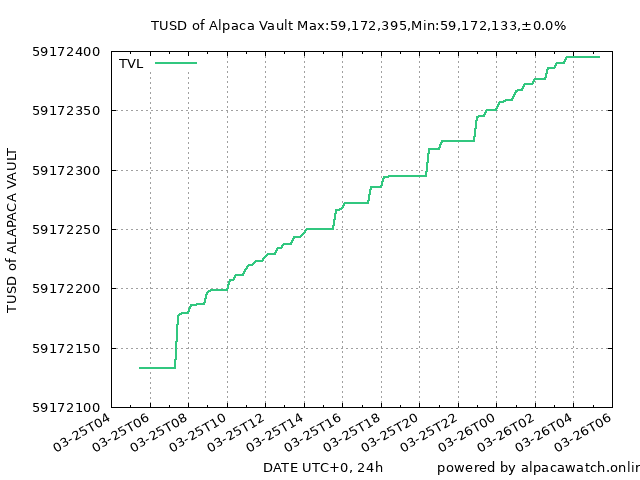 TUSD of Alpaca Vault Max:59,172,395,Min:59,172,133,±0.0%
TVL
59172400
59172350
59172300
59172250
59172200
59172150
59172100
TUSD of ALAPACA VAULT
03-25T04
03-25T06
03-25T08
03-25T10
03-25T12
03-25T14
03-25T16
03-25T18
03-25T20
03-25T22
03-26T00
03-26T02
03-26T04
03-26T06
DATE UTC+0, 24h
powered by alpacawatch.onlin